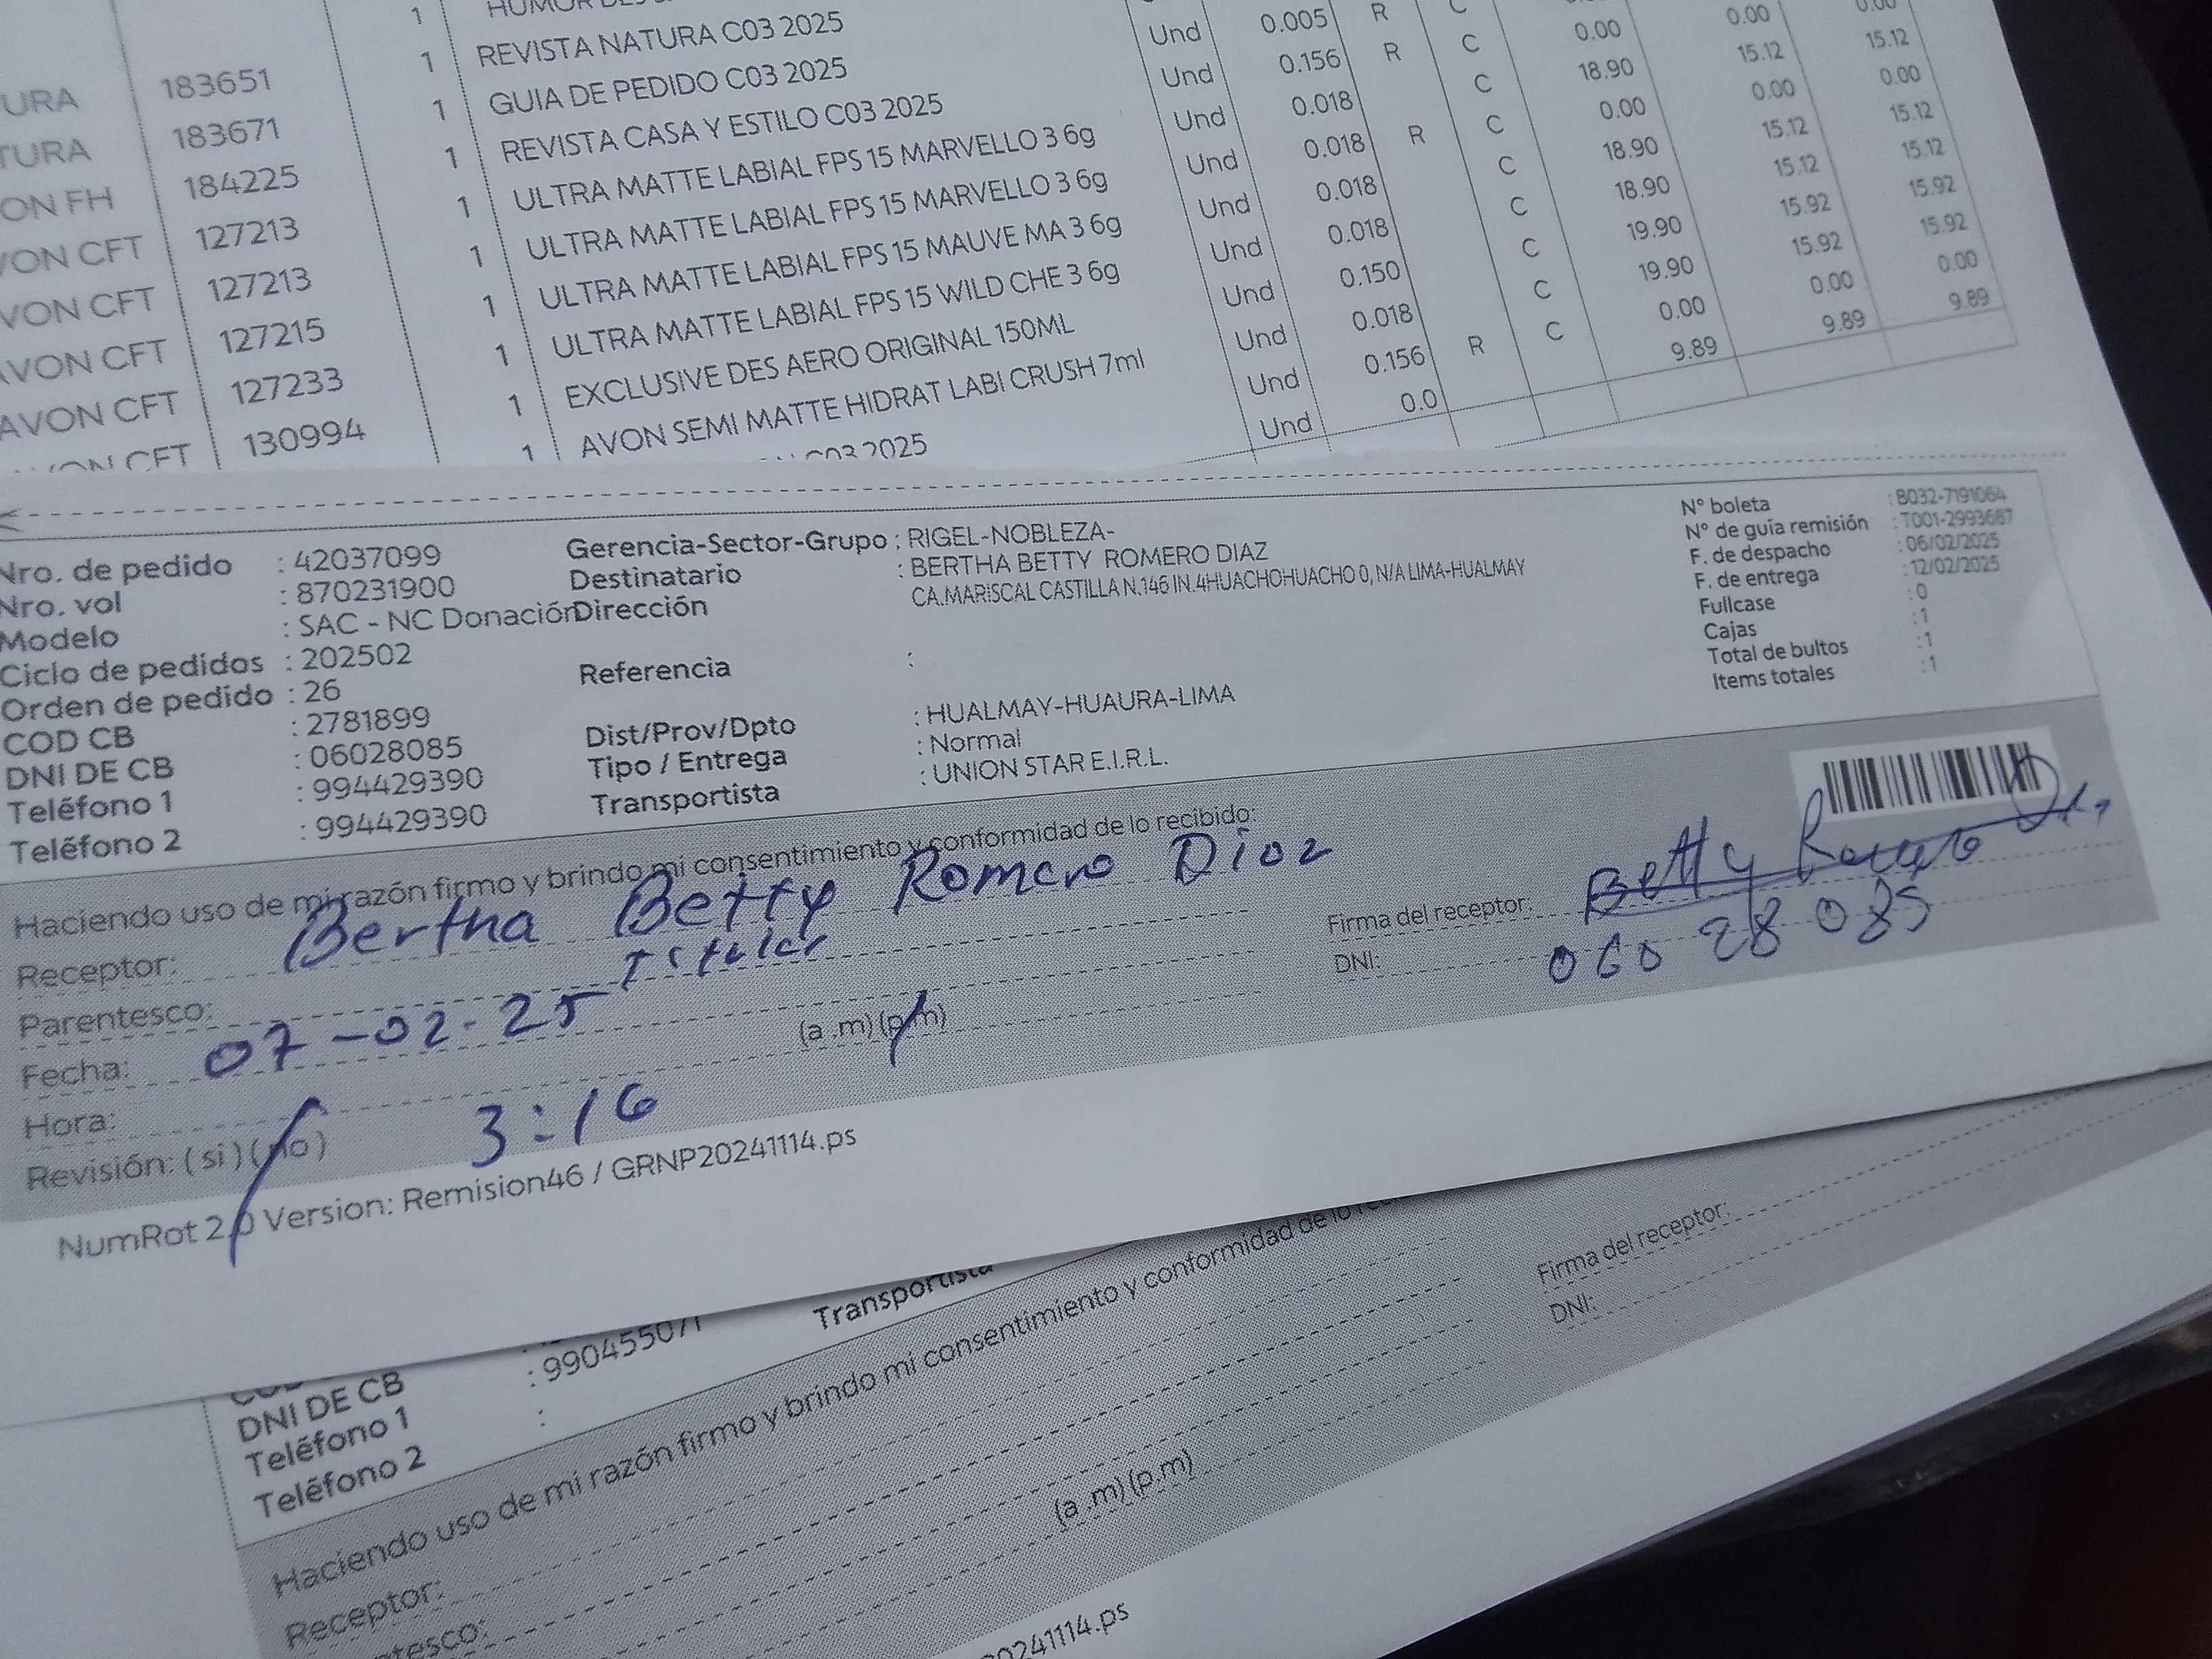 REVISTA NATURA C03 2025 Und 0.005 R C 0.00 0.00 0.00
URA 183651 1 GUIA DE PEDIDO C03 2025 Und 0.156 R C 18.90 15.12 15.12
TURA 183671 1 REVISTA CASA Y ESTILO C03 2025 Und 0.018 C 0.00 0.00 0.00
ON FH 184225 1 ULTRA MATTE LABIAL FPS 15 MARVELLO 3 6g Und 0.018 R C 18.90 15.12 15.12
VON CFT 127213 1 ULTRA MATTE LABIAL FPS 15 MARVELLO 3 6g Und 0.018 C 18.90 15.12 15.12
VON CFT 127213 1 ULTRA MATTE LABIAL FPS 15 MAUVE MA 3 6g Und 0.018 C 19.90 15.92 15.92
AVON CFT 127215 1 ULTRA MATTE LABIAL FPS 15 WILD CHE 3 6g Und 0.150 C 19.90 15.92 15.92
AVON CFT 127233 1 EXCLUSIVE DES AERO ORIGINAL 150ML Und 0.018 C 0.00 0.00 0.00
CFT 130994 1 AVON SEMI MATTE HIDRAT LABI CRUSH 7ml Und 0.156 R C 9.89 9.89 9.89
1 C03 2025 Und 0.0
Nro. de pedido : 42037099
Nro. vol : 870231900
Modelo : SAC - NC Donación
Ciclo de pedidos : 202502
Orden de pedido : 26
COD CB : 2781899
DNI DE CB : 06028085
Teléfono 1 : 994429390
Teléfono 2 : 994429390
Gerencia-Sector-Grupo : RIGEL-NOBLEZA-
Destinatario : BERTHA BETTY ROMERO DIAZ
Dirección CA.MARISCAL CASTILLA N.146 IN.4HUACHOHUACHO 0, N/A LIMA-HUALMAY
Referencia :
Dist/Prov/Dpto : HUALMAY-HUAURA-LIMA
Tipo / Entrega : Normal
Transportista : UNION STAR E.I.R.L.
N° boleta : B032-7191064
N° de guía remisión : T001-2993687
F. de despacho : 06/02/2025
F. de entrega : 12/02/2025
Fullcase : 0
Cajas : 1
Total de bultos : 1
Items totales : 1
Haciendo uso de mi razón firmo y brindo mi consentimiento y conformidad de lo recibido:
Receptor: Bertha Betty Romero Diaz
Parentesco: Titular
Fecha: 07-02-25
Hora: 3:16 (a .m) (p.m)
Revisión: ( si ) ( no )
Firma del receptor: Betty
DNI: 06028085
NumRot 2.0 Version: Remision46 / GRNP20241114.ps
Transportista
: 990455071
DNI DE CB
Teléfono 1 :
Teléfono 2
Haciendo uso de mi razón firmo y brindo mi consentimiento y conformidad de lo
Receptor:
tesco:
(a .m) (p.m)
Firma del receptor:
DNI:
20241114.ps